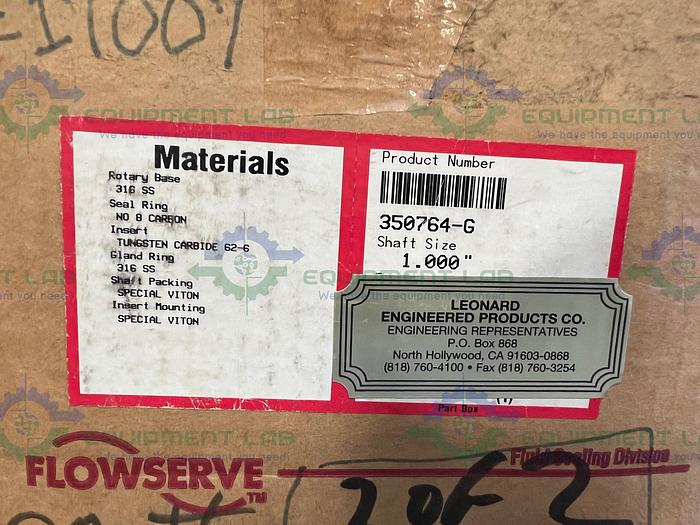 Materials
Rotary Base
316 SS
Seal Ring
NO 8 CARBON
Insert
TUNGSTEN CARBIDE 62-6
Gland Ring
316 SS
Shaft Packing
SPECIAL VITON
Insert Mounting
SPECIAL VITON
Product Number
350764-G
Shaft Size
1.000"
LEONARD
ENGINEERED PRODUCTS CO.
ENGINEERING REPRESENTATIVES
P.O. Box 868
North Hollywood, CA 91603-0868
(818) 760-4100 • Fax (818) 760-3254
Part Box
FLOWSERVE™
Fluid Sealing Division
2 OF 2
EQUIPMENT LAB
We have the equipment you need